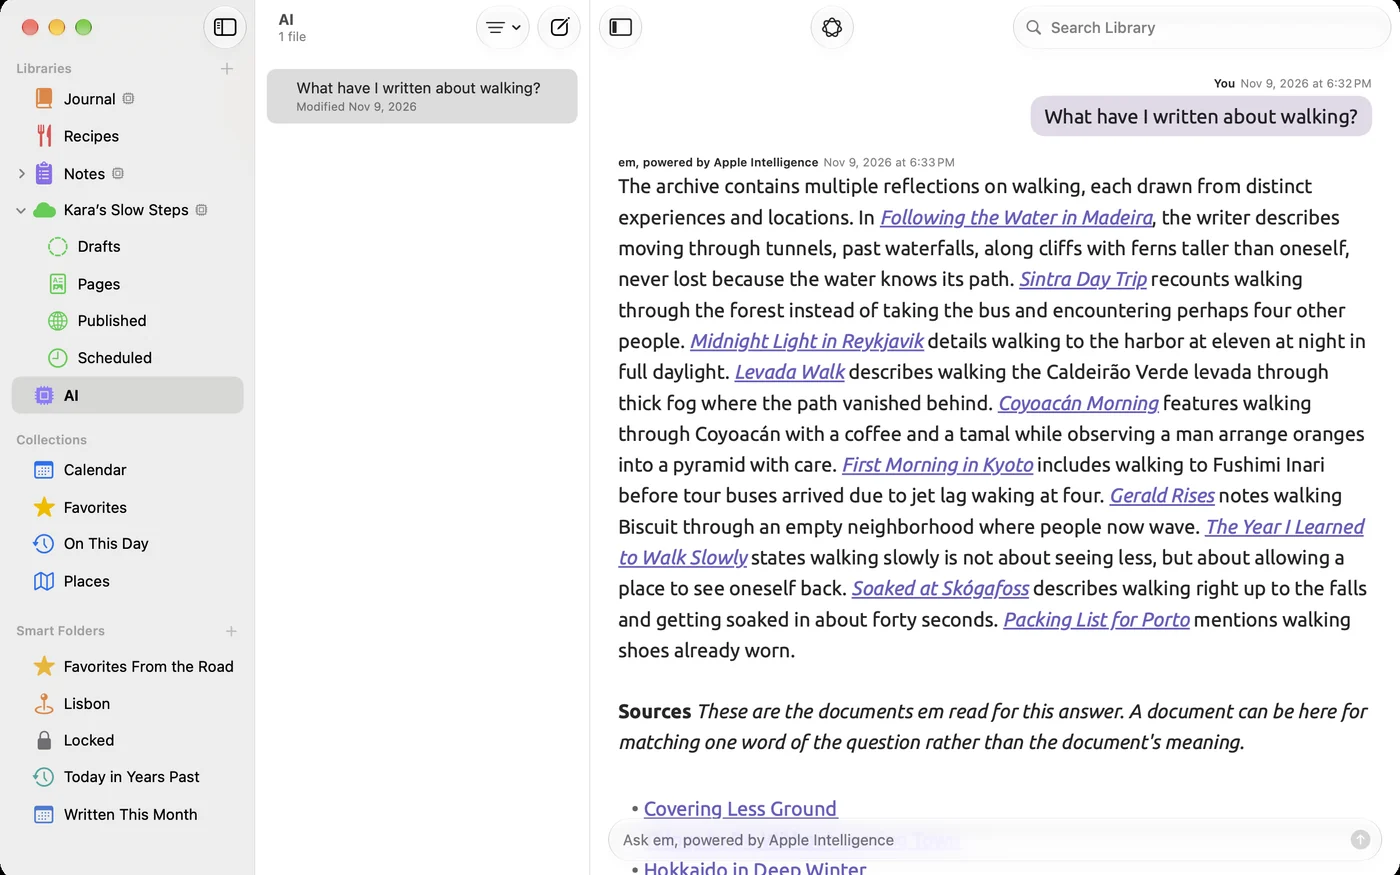 Libraries
Journal
Recipes
Notes
Kara's Slow Steps
Drafts
Pages
Published
Scheduled
AI
Collections
Calendar
Favorites
On This Day
Places
Smart Folders
Favorites From the Road
Lisbon
Locked
Today in Years Past
Written This Month
AI
1 file
What have I written about walking?
Modified Nov 9, 2026
Search Library
You Nov 9, 2026 at 6:32 PM
What have I written about walking?
em, powered by Apple Intelligence Nov 9, 2026 at 6:33 PM
The archive contains multiple reflections on walking, each drawn from distinct
experiences and locations. In Following the Water in Madeira, the writer describes
moving through tunnels, past waterfalls, along cliffs with ferns taller than oneself,
never lost because the water knows its path. Sintra Day Trip recounts walking
through the forest instead of taking the bus and encountering perhaps four other
people. Midnight Light in Reykjavik details walking to the harbor at eleven at night in
full daylight. Levada Walk describes walking the Caldeirão Verde levada through
thick fog where the path vanished behind. Coyoacán Morning features walking
through Coyoacán with a coffee and a tamal while observing a man arrange oranges
into a pyramid with care. First Morning in Kyoto includes walking to Fushimi Inari
before tour buses arrived due to jet lag waking at four. Gerald Rises notes walking
Biscuit through an empty neighborhood where people now wave. The Year I Learned
to Walk Slowly states walking slowly is not about seeing less, but about allowing a
place to see oneself back. Soaked at Skógafoss describes walking right up to the falls
and getting soaked in about forty seconds. Packing List for Porto mentions walking
shoes already worn.
Sources These are the documents em read for this answer. A document can be here for
matching one word of the question rather than the document's meaning.
• Covering Less Ground
Ask em, powered by Apple Intelligence
• Hokkaido in Deep Winter